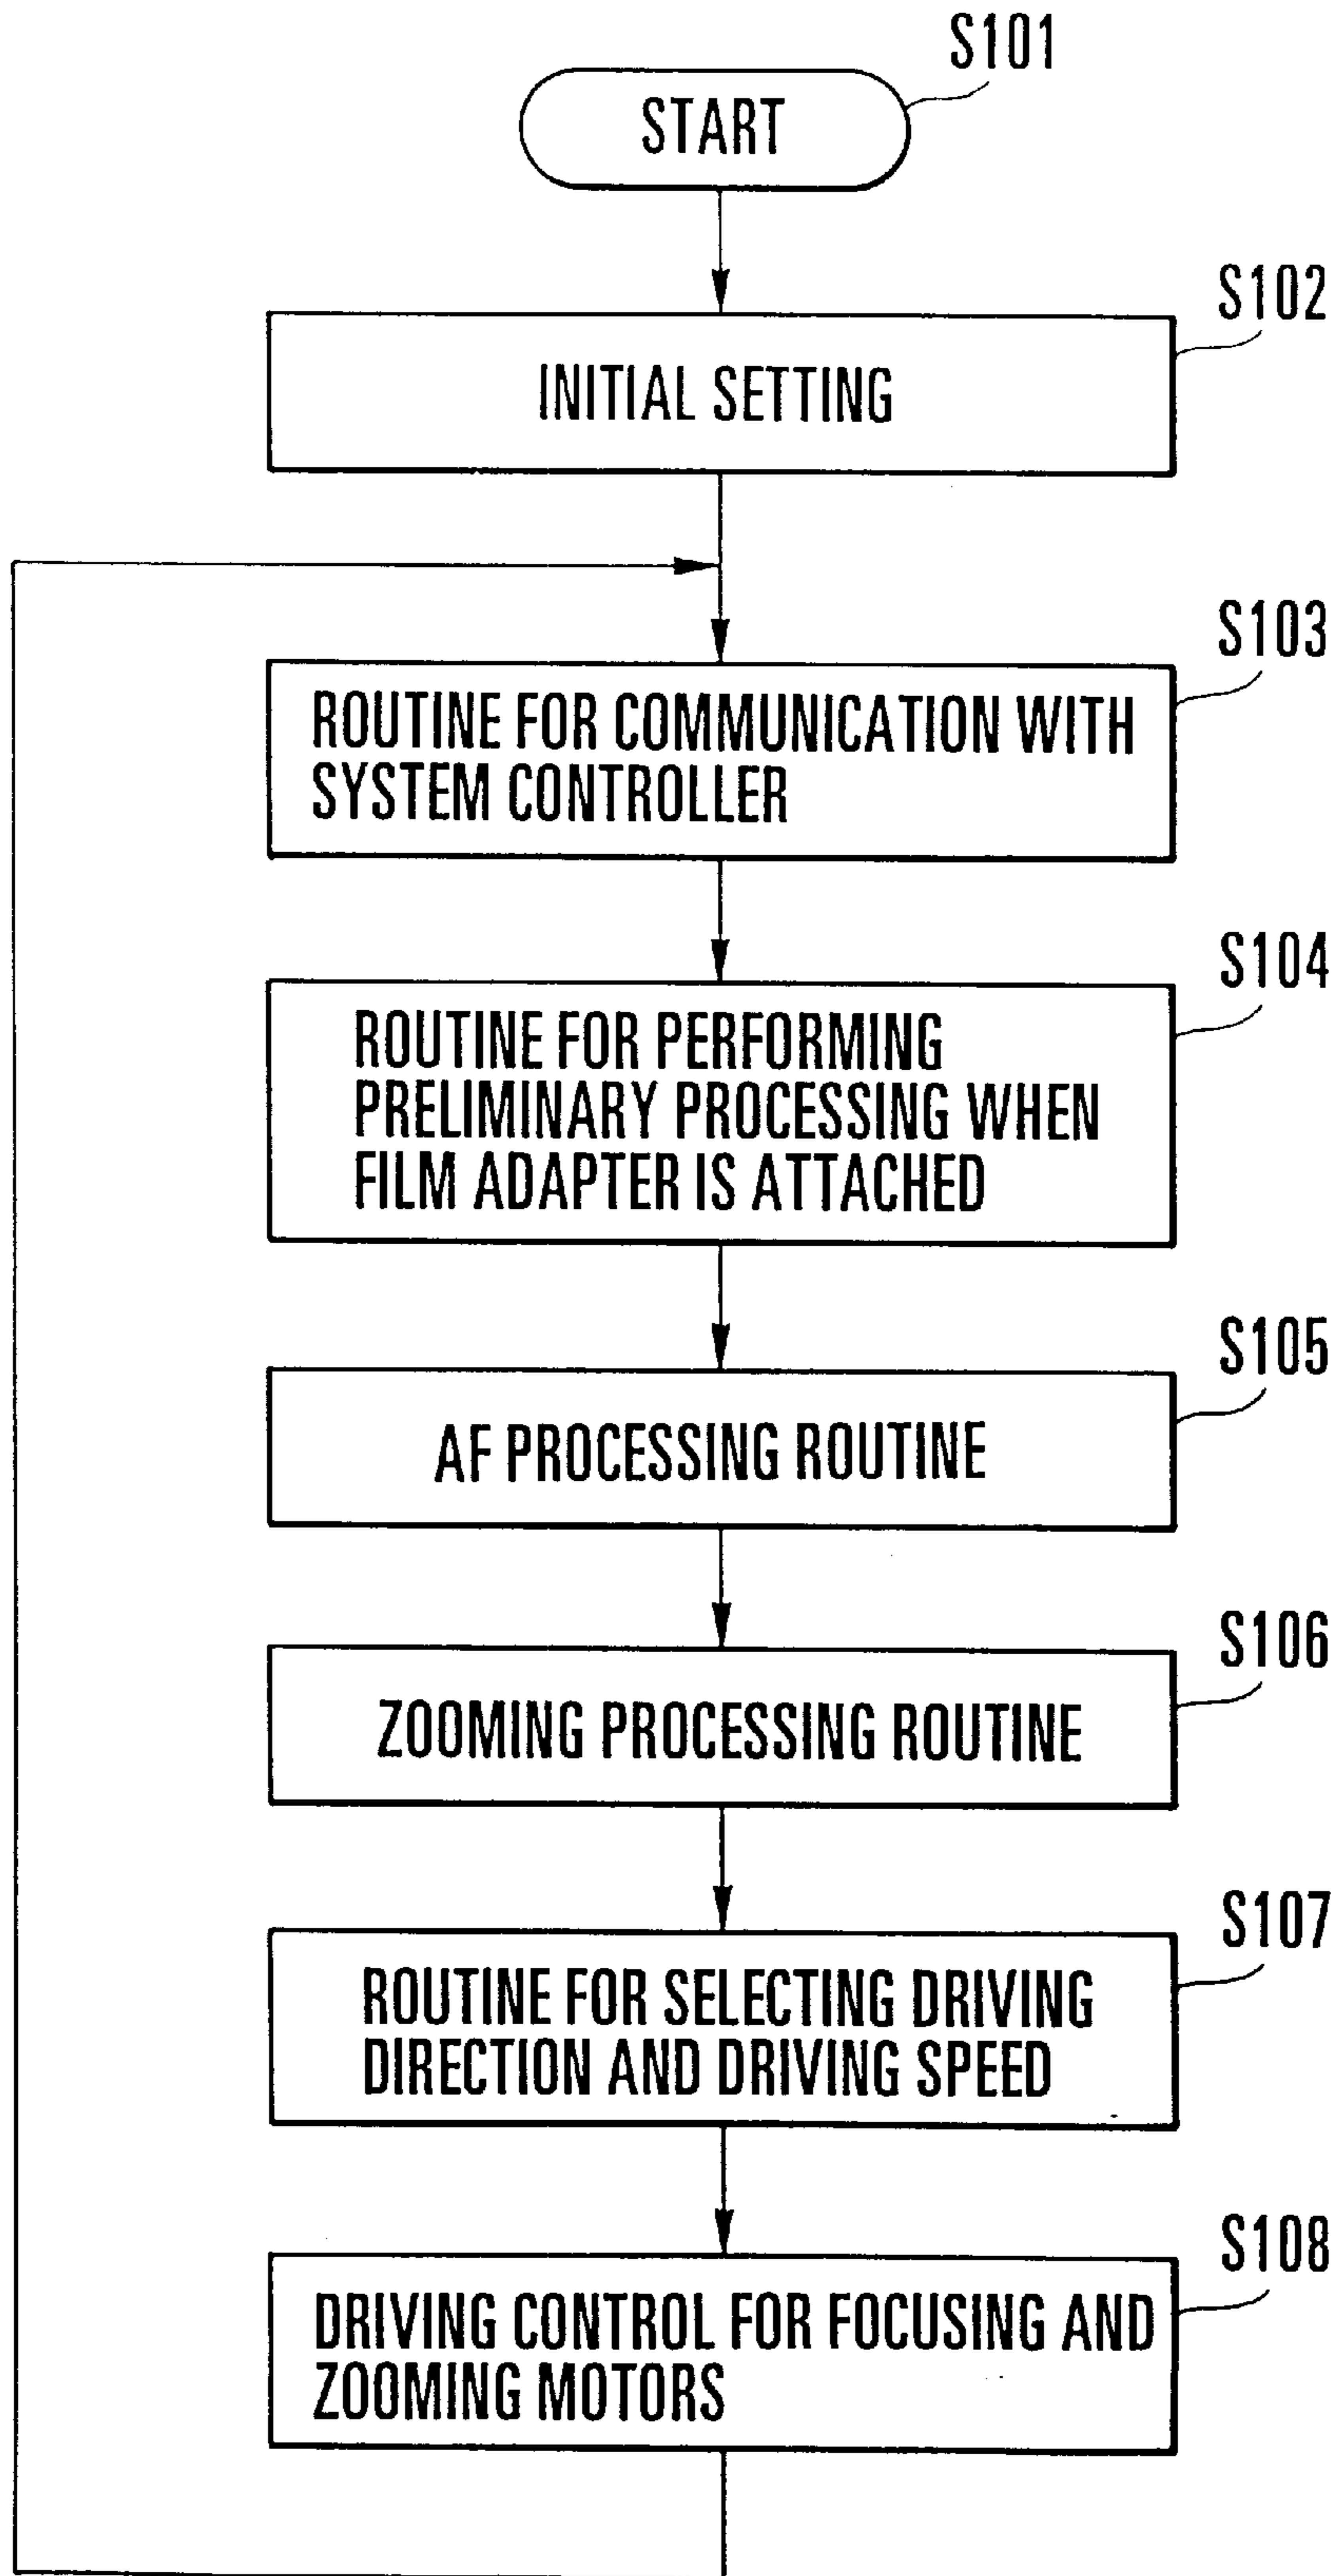 S101
START
S102
INITIAL SETTING
S103
ROUTINE FOR COMMUNICATION WITH
SYSTEM CONTROLLER
S104
ROUTINE FOR PERFORMING
PRELIMINARY PROCESSING WHEN
FILM ADAPTER IS ATTACHED
S105
AF PROCESSING ROUTINE
S106
ZOOMING PROCESSING ROUTINE
S107
ROUTINE FOR SELECTING DRIVING
DIRECTION AND DRIVING SPEED
S108
DRIVING CONTROL FOR FOCUSING AND
ZOOMING MOTORS